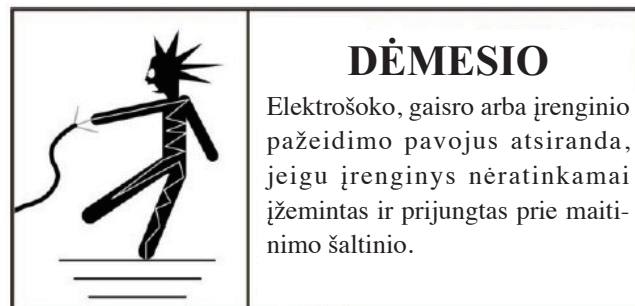 DĖMESIO
Elektrošoko, gaisro arba įrenginio
pažeidimo pavojus atsiranda,
jeigu įrenginys nėratinkamai
įžemintas ir prijungtas prie maiti-
nimo šaltinio.